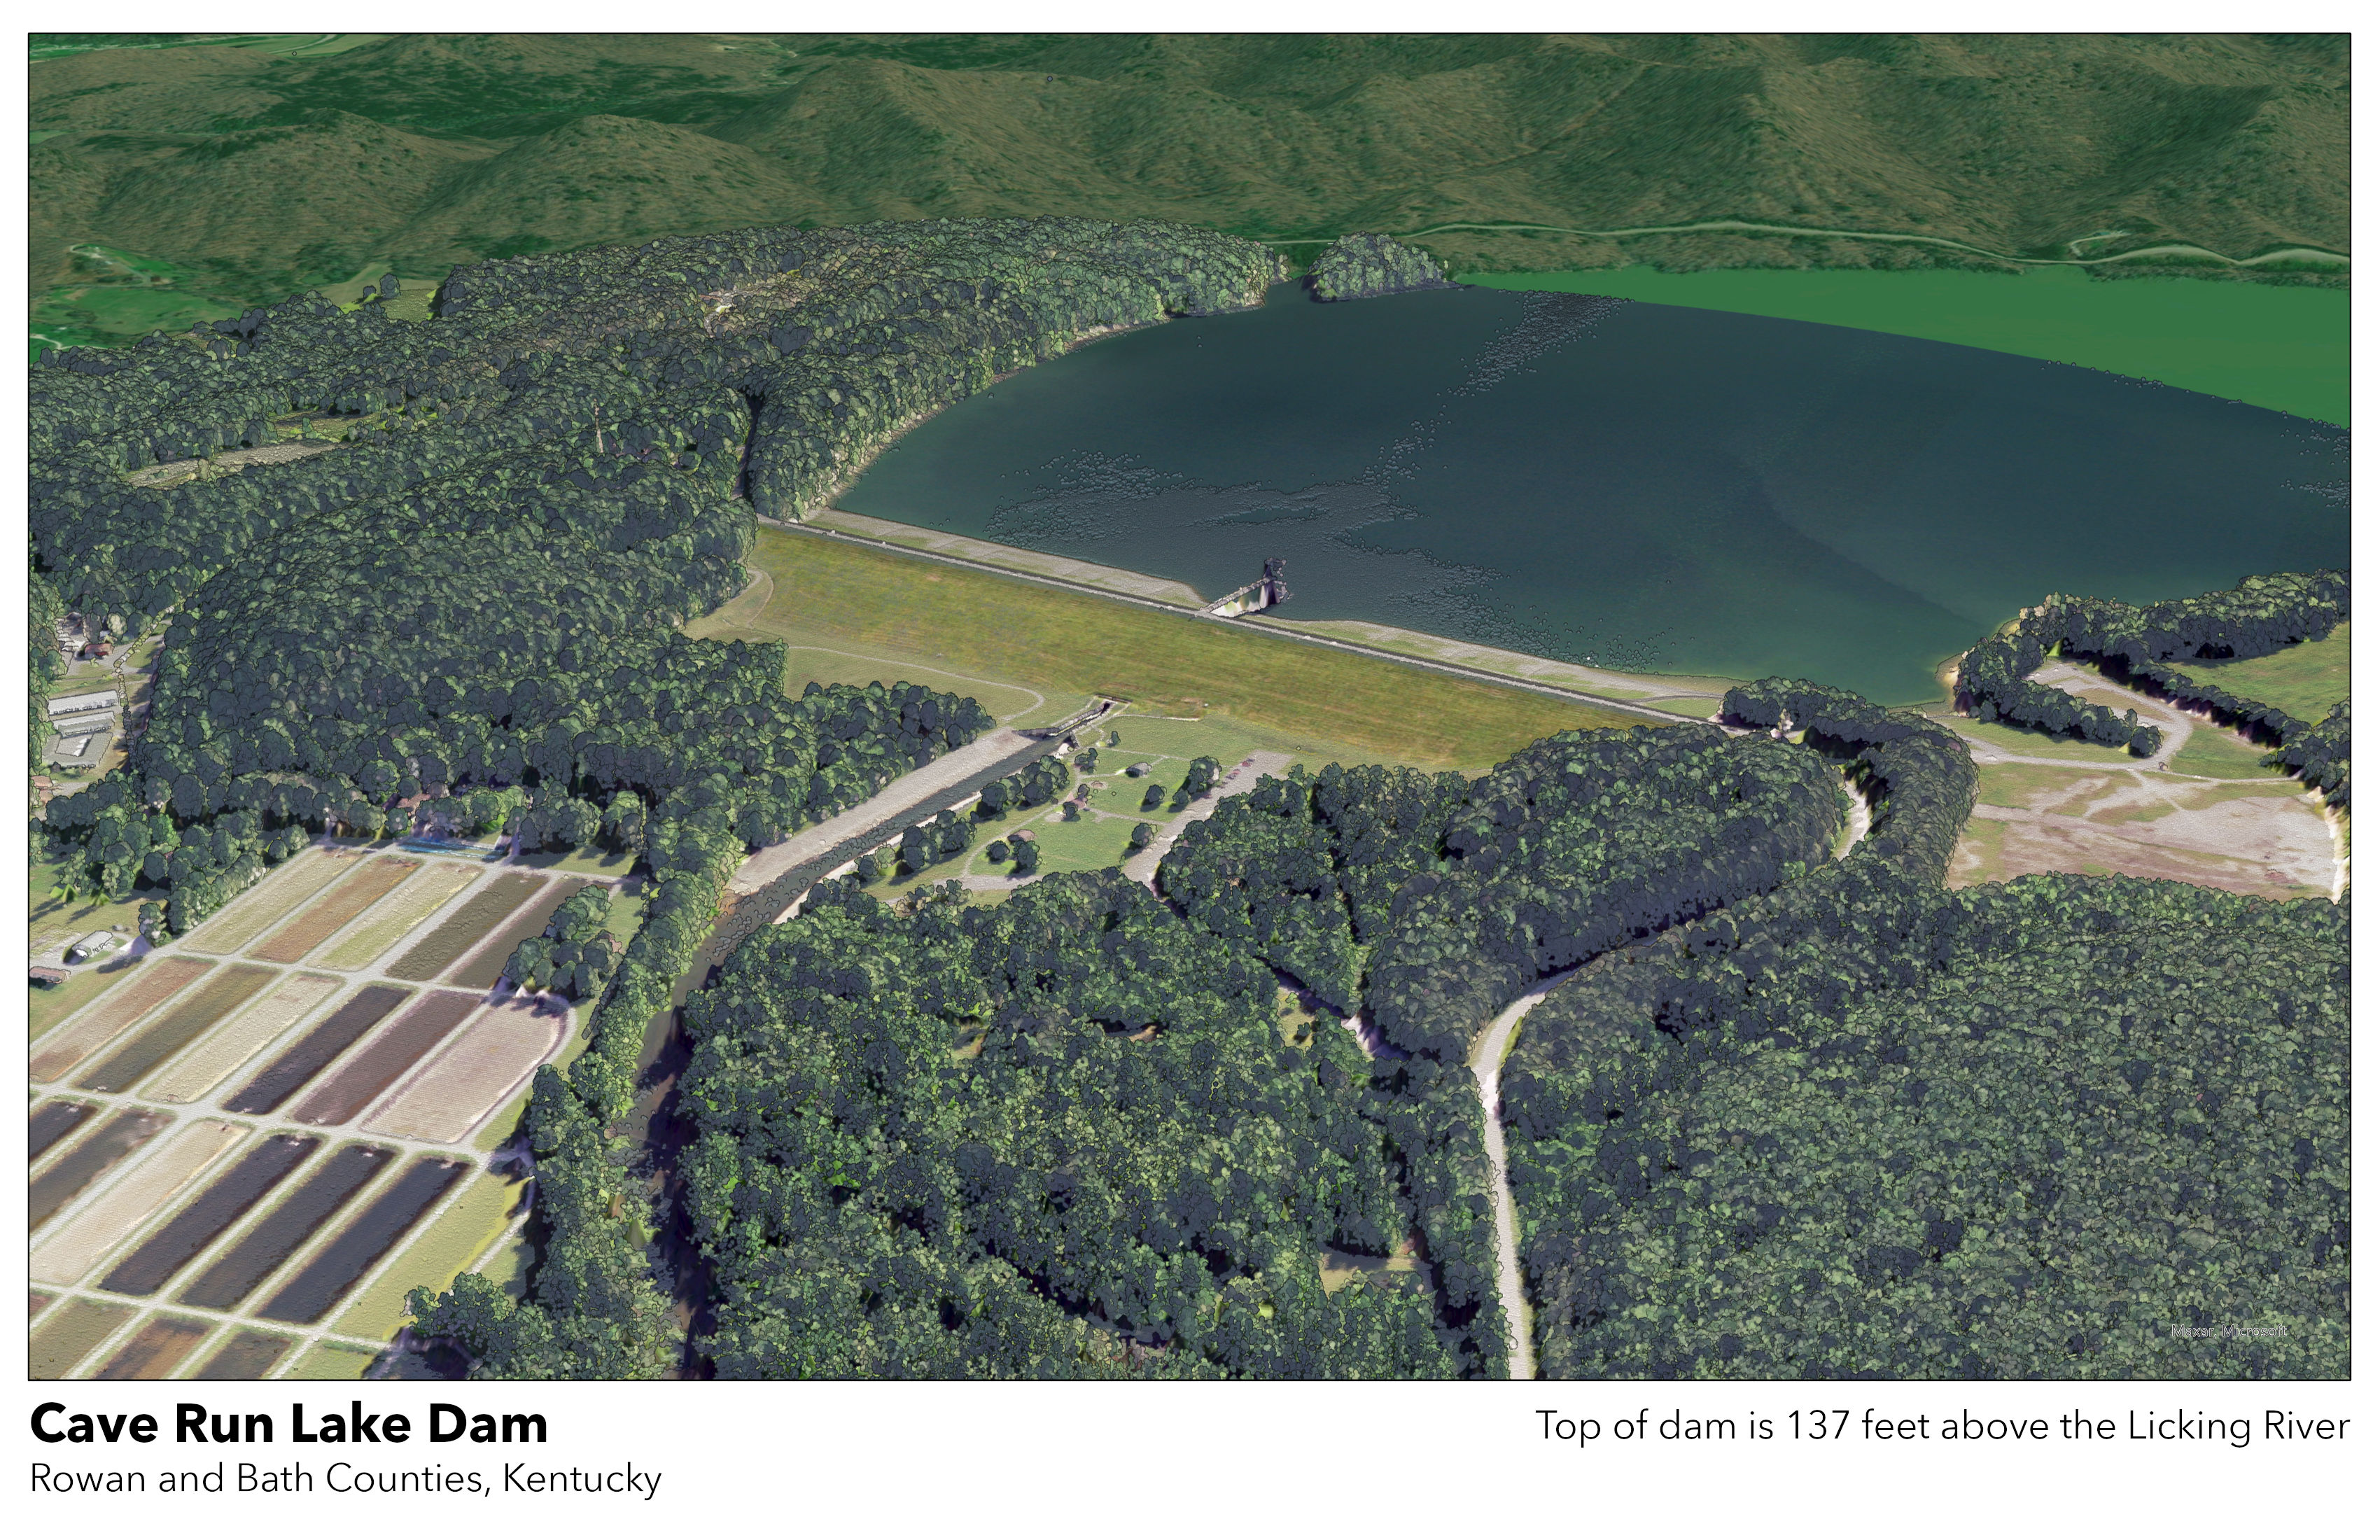 Maxar, Microsoft
Cave Run Lake Dam
Rowan and Bath Counties, Kentucky
Top of dam is 137 feet above the Licking River